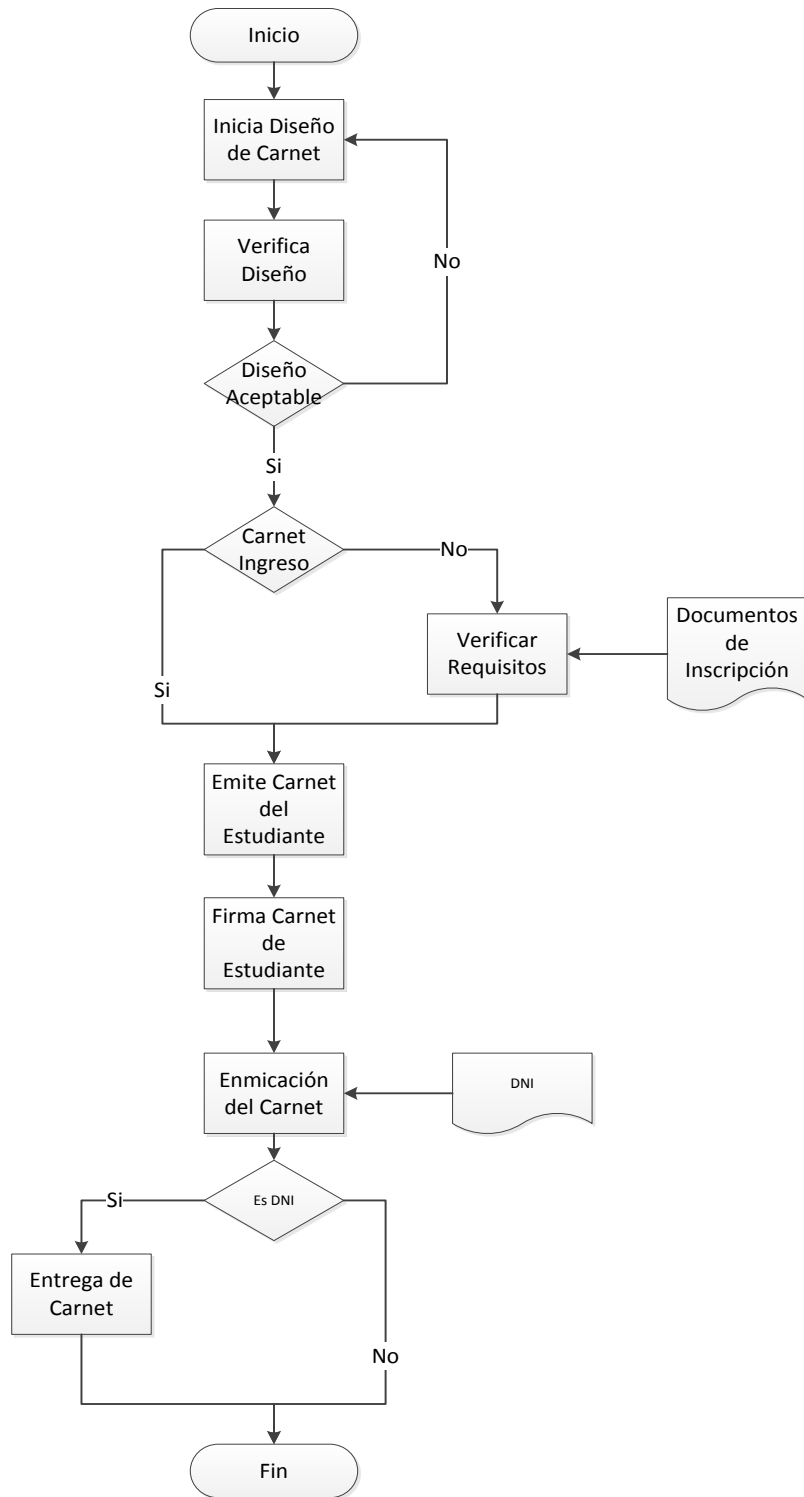 Inicio
Inicia Diseño
de Carnet
Verifica
Diseño
No
Diseño
Aceptable
Si
Carnet
Ingreso
No
Documentos
de
Inscripción
Verificar
Requisitos
Si
Emite Carnet
del
Estudiante
Firma Carnet
de
Estudiante
Enmicación
del Carnet
DNI
Si
Es DNI
Entrega de
Carnet
No
Fin